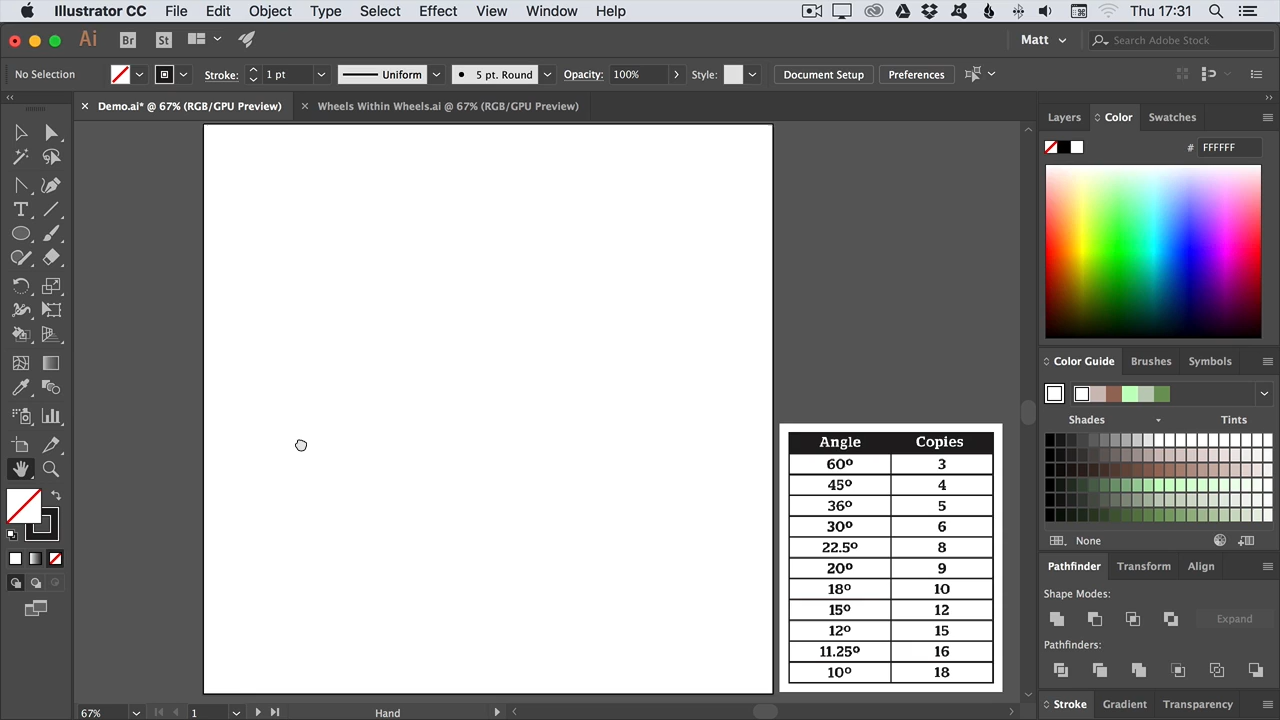 Illustrator CC File Edit Object Type Select Effect View Window Help Thu 17:31
Ai Br St Matt Search Adobe Stock
No Selection Stroke: 1 pt Uniform 5 pt. Round Opacity: 100% Style: Document Setup Preferences
Demo.ai* @ 67% (RGB/GPU Preview) Wheels Within Wheels.ai @ 67% (RGB/GPU Preview)
Layers Color Swatches
# FFFFFF
Color Guide Brushes Symbols
Shades Tints
None
Pathfinder Transform Align
Shape Modes:
Expand
Pathfinders:
Stroke Gradient Transparency
Angle Copies
60º 3
45º 4
36º 5
30º 6
22.5º 8
20º 9
18º 10
15º 12
12º 15
11.25º 16
10º 18
67% 1 Hand